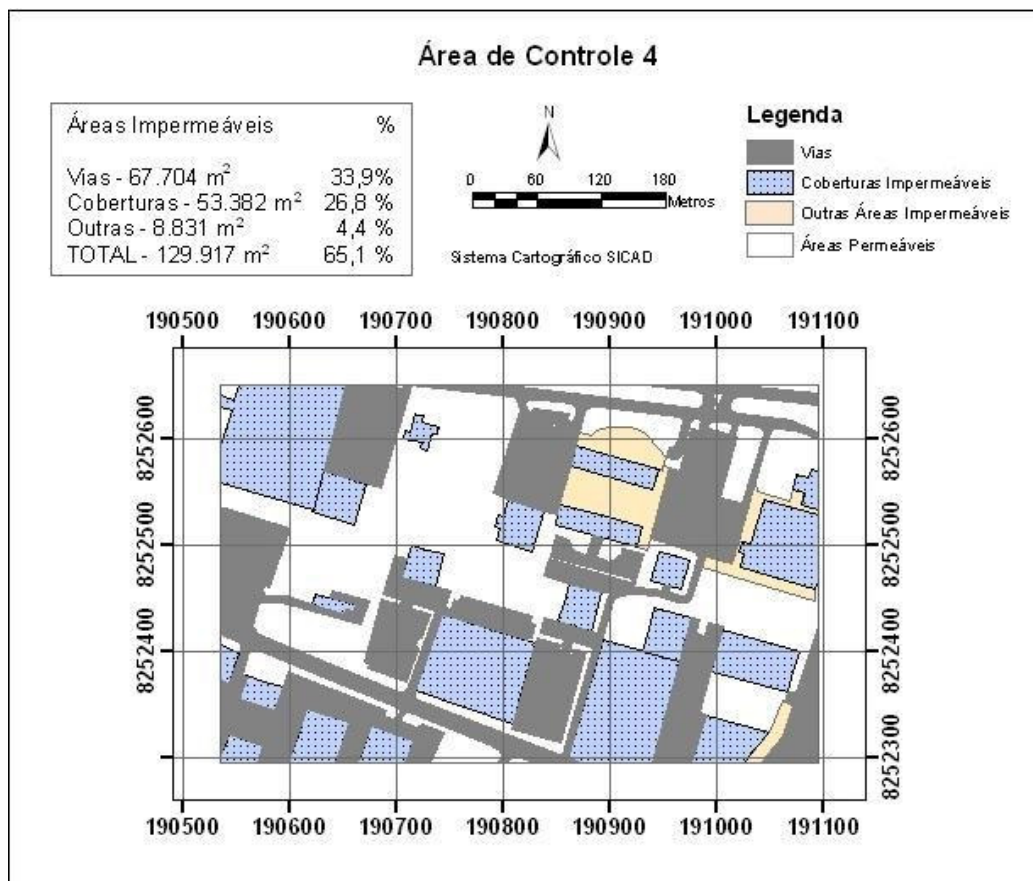 Área de Controle 4
Áreas Impermeáveis %
Vias - 67.704 m² 33,9%
Coberturas - 53.382 m² 26,8 %
Outras - 8.831 m² 4,4 %
TOTAL - 129.917 m² 65,1 %
N
0 60 120 180
Metros
Sistema Cartográfico SICAD
Legenda
Vias
Coberturas Impermeáveis
Outras Áreas Impermeáveis
Áreas Permeáveis
190500 190600 190700 190800 190900 191000 191100
8252600 8252600
8252500 8252500
8252400 8252400
8252300 8252300
190500 190600 190700 190800 190900 191000 191100